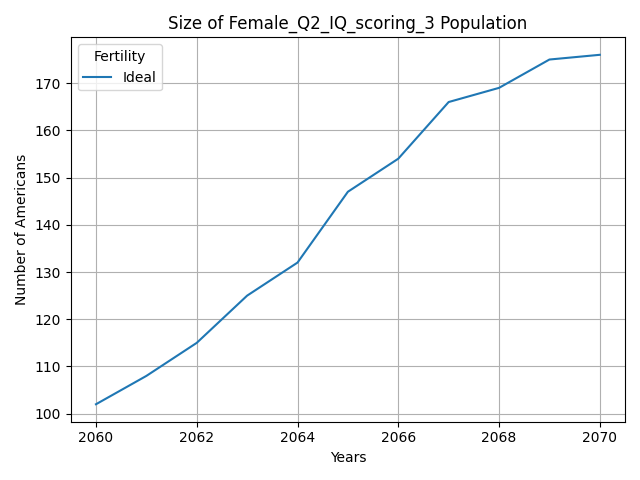 Size of Female_Q2_IQ_scoring_3 Population
Fertility
Ideal
Number of Americans
170
160
150
140
130
120
110
100
2060
2062
2064
2066
2068
2070
Years